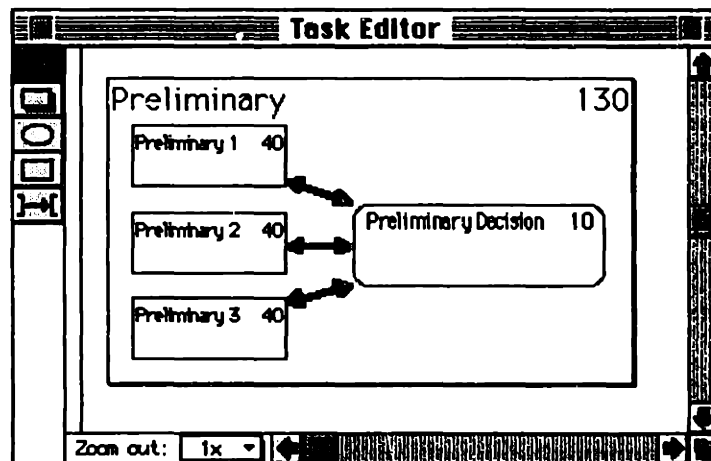 Task Editor
Preliminary 130
Preliminary 1 40
Preliminary 2 40
Preliminary Decision 10
Preliminary 3 40
Zoom out: 1x